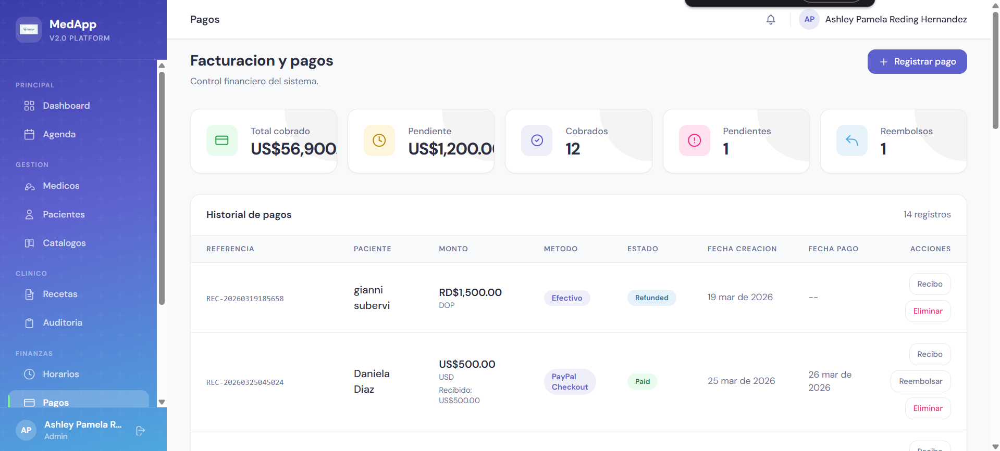 MedApp
V2.0 PLATFORM
PRINCIPAL
Dashboard
Agenda
GESTION
Medicos
Pacientes
Catalogos
CLINICO
Recetas
Auditoria
FINANZAS
Horarios
Pagos
AP
Ashley Pamela R...
Admin
Pagos
AP
Ashley Pamela Reding Hernandez
Facturacion y pagos
Control financiero del sistema.
+ Registrar pago
Total cobrado
US$56,900.
Pendiente
US$1,200.00
Cobrados
12
Pendientes
1
Reembolsos
1
Historial de pagos
14 registros
REFERENCIA PACIENTE MONTO METODO ESTADO FECHA CREACION FECHA PAGO ACCIONES
REC-20260319185658
gianni
subervi
RD$1,500.00
DOP
Efectivo
Refunded
19 mar de 2026
--
Recibo
Eliminar
REC-20260325045024
Daniela
Diaz
US$500.00
USD
Recibido:
US$500.00
PayPal
Checkout
Paid
25 mar de 2026
26 mar de
2026
Recibo
Reembolsar
Eliminar
Recibo